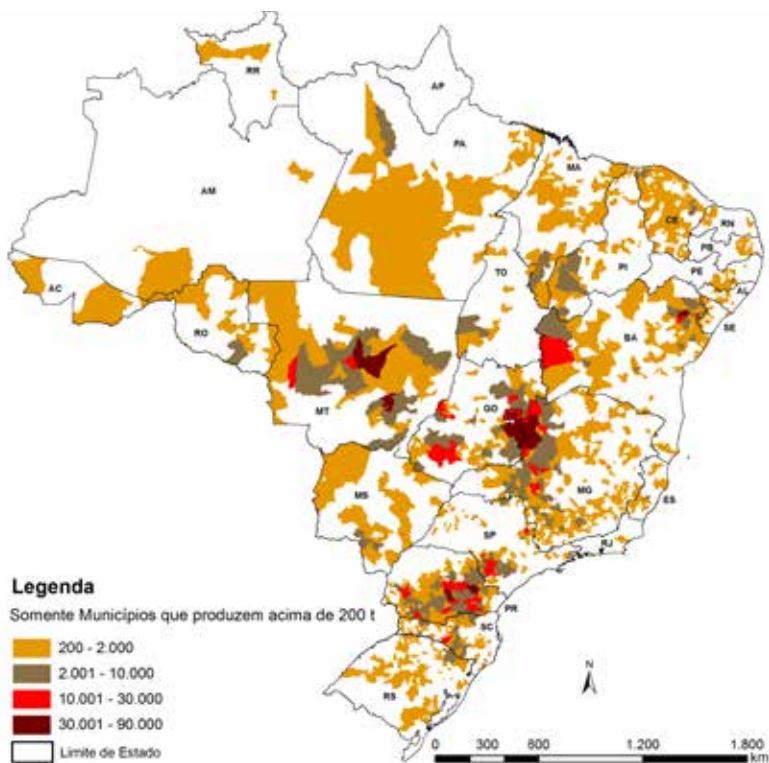 RR
AP
AM
PA
MA
CE
RN
PB
PE
AL
SE
PI
TO
AC
RO
BA
MT
GO
MG
ES
MS
SP
RJ
PR
SC
RS
Legenda
Somente Municípios que produzem acima de 200 t
200 - 2.000
2.001 - 10.000
10.001 - 30.000
30.001 - 90.000
Limite de Estado
N
0 300 600 1.200 1.800
km